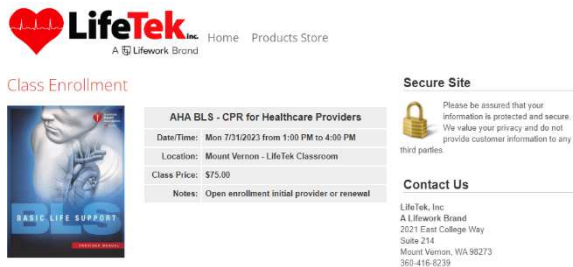 LifeTek Inc.
A Lifework Brand
Home Products Store
Class Enrollment
BASIC LIFE SUPPORT
BLS
PROVIDER MANUAL
AHA BLS - CPR for Healthcare Providers
Date/Time: Mon 7/31/2023 from 1:00 PM to 4:00 PM
Location: Mount Vernon - LifeTek Classroom
Class Price: $75.00
Notes: Open enrollment initial provider or renewal
Secure Site
Please be assured that your
information is protected and secure.
We value your privacy and do not
provide customer information to any
third parties.
Contact Us
LifeTek, Inc
A Lifework Brand
2021 East College Way
Suite 214
Mount Vernon, WA 98273
360-416-8239